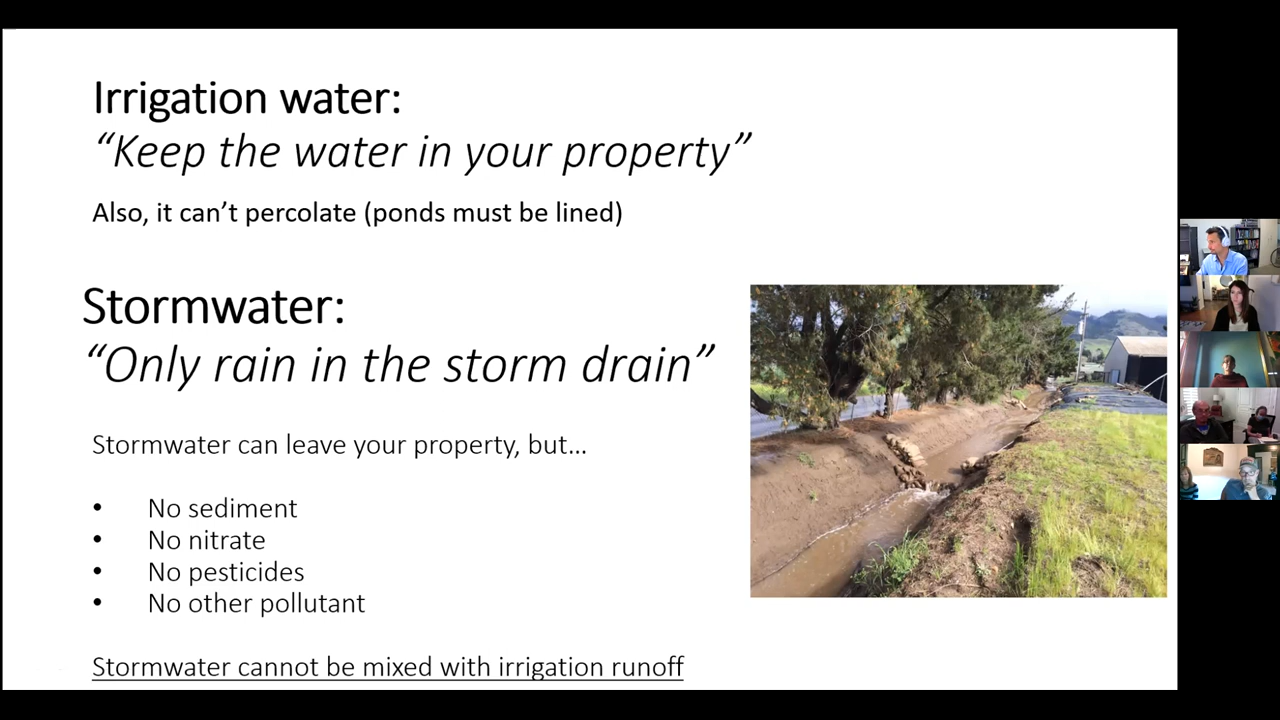 Irrigation water:
“Keep the water in your property”
Also, it can’t percolate (ponds must be lined)
Stormwater:
“Only rain in the storm drain”
Stormwater can leave your property, but…
• No sediment
• No nitrate
• No pesticides
• No other pollutant
Stormwater cannot be mixed with irrigation runoff